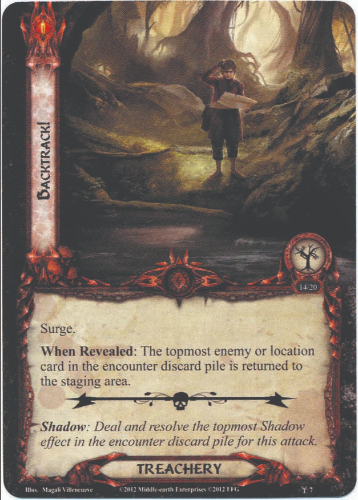 BACKTRACK!
14/20
Surge.
When Revealed: The topmost enemy or location
card in the encounter discard pile is returned to
the staging area.
Shadow: Deal and resolve the topmost Shadow
effect in the encounter discard pile for this attack.
TREACHERY
Illus. Magali Villeneuve ©2012 Middle-earth Enterprises ©2012 FFG